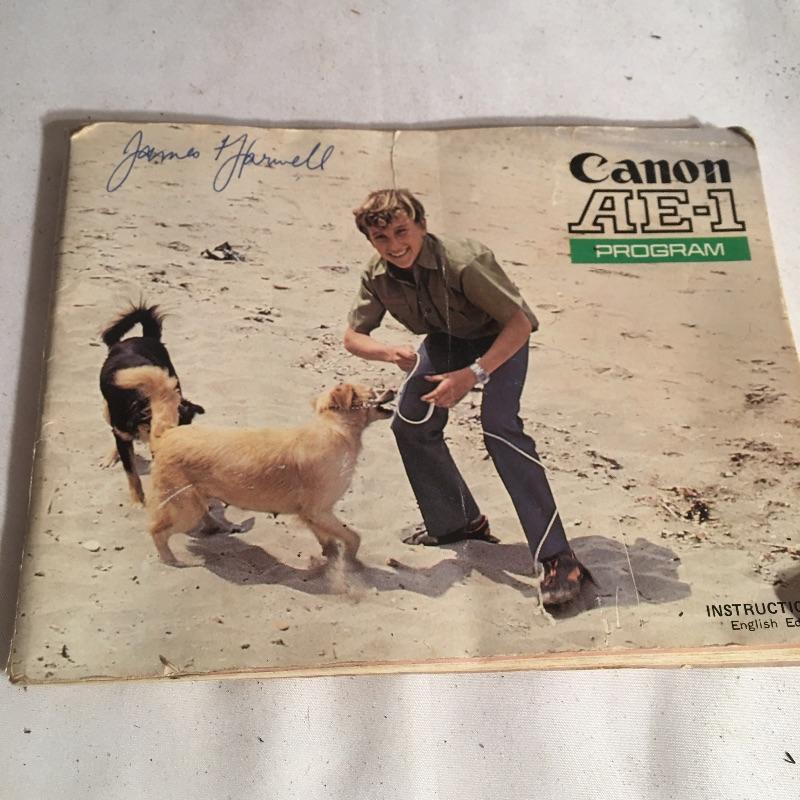 James Harwell
Canon
AE-1
PROGRAM
INSTRUCTIO
English Ed